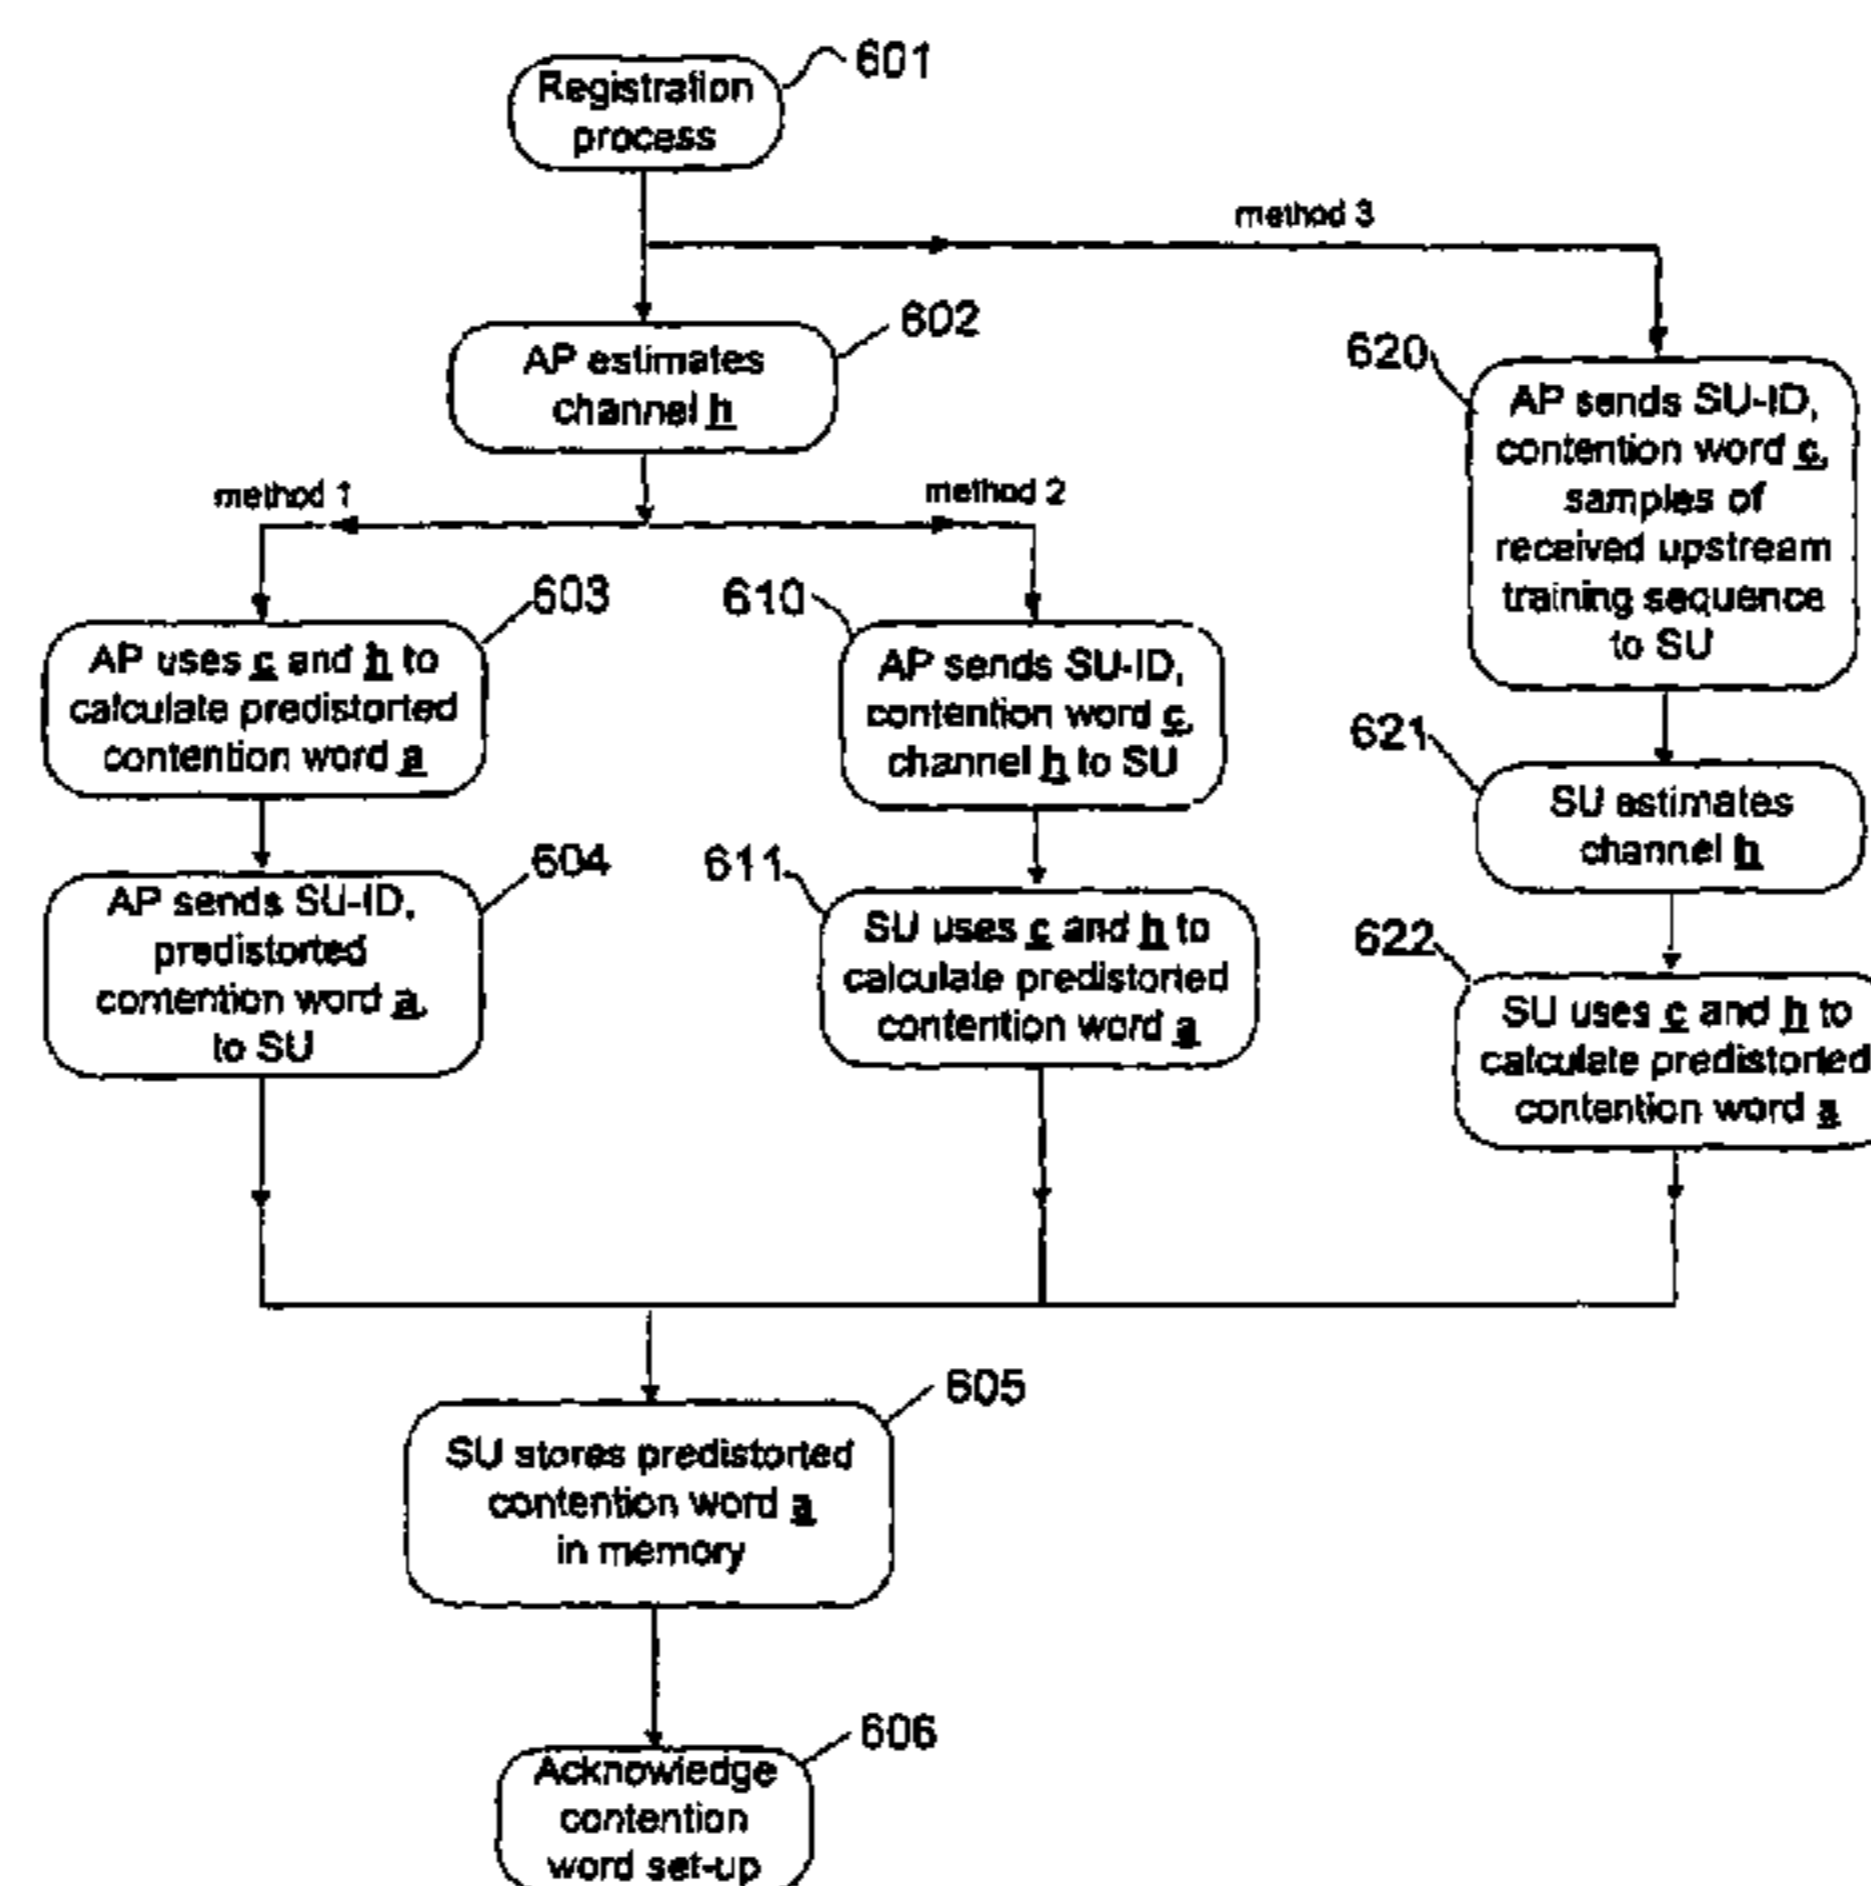 601
Registration
process
method 3
602
AP estimates
channel h
620
AP sends SU-ID,
contention word c,
samples of
received upstream
training sequence
to SU
method 1
method 2
603
AP uses c and h to
calculate predistorted
contention word a
610
AP sends SU-ID,
contention word c,
channel h to SU
621
SU estimates
channel h
604
AP sends SU-ID,
predistorted
contention word a,
to SU
611
SU uses c and h to
calculate predistorted
contention word a
622
SU uses c and h to
calculate predistorted
contention word a
605
SU stores predistorted
contention word a
in memory
606
Acknowledge
contention
word set-up